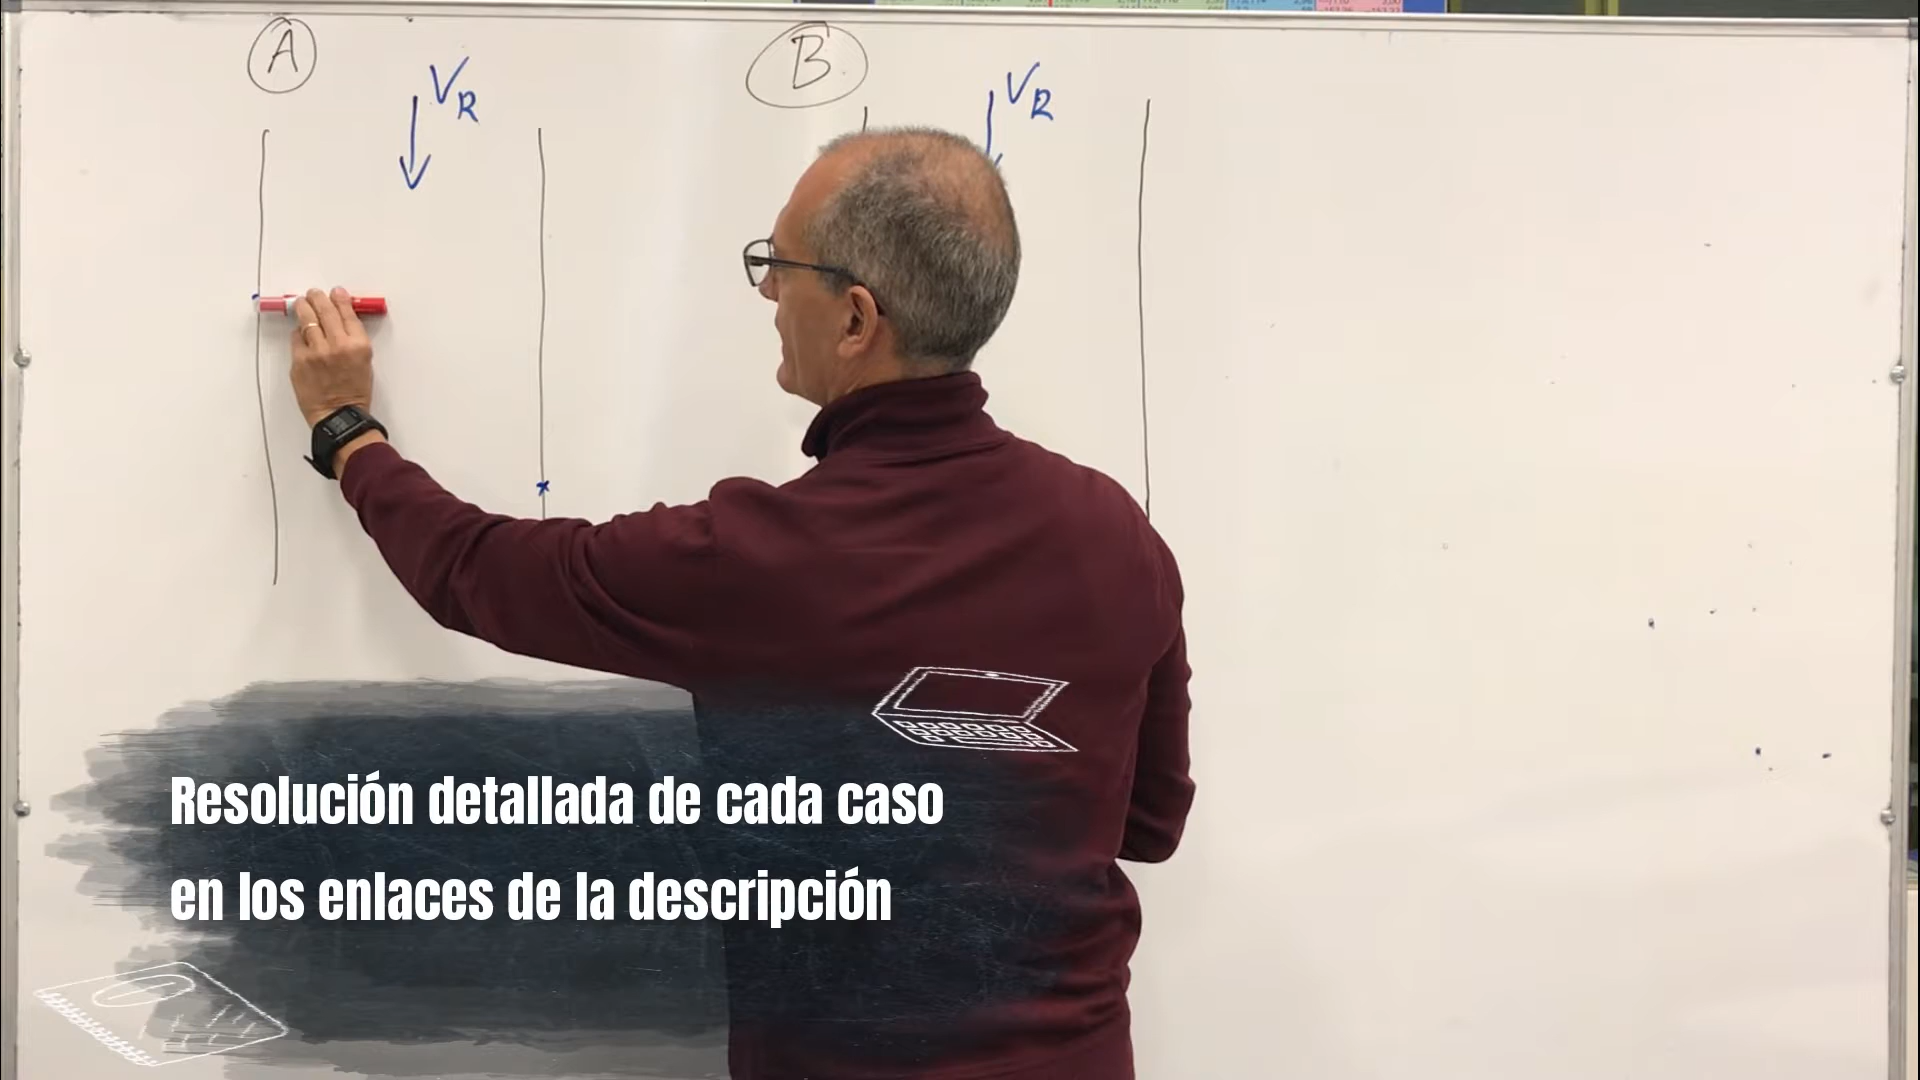 A
V_R
B
V_R
Resolución detallada de cada caso
en los enlaces de la descripción